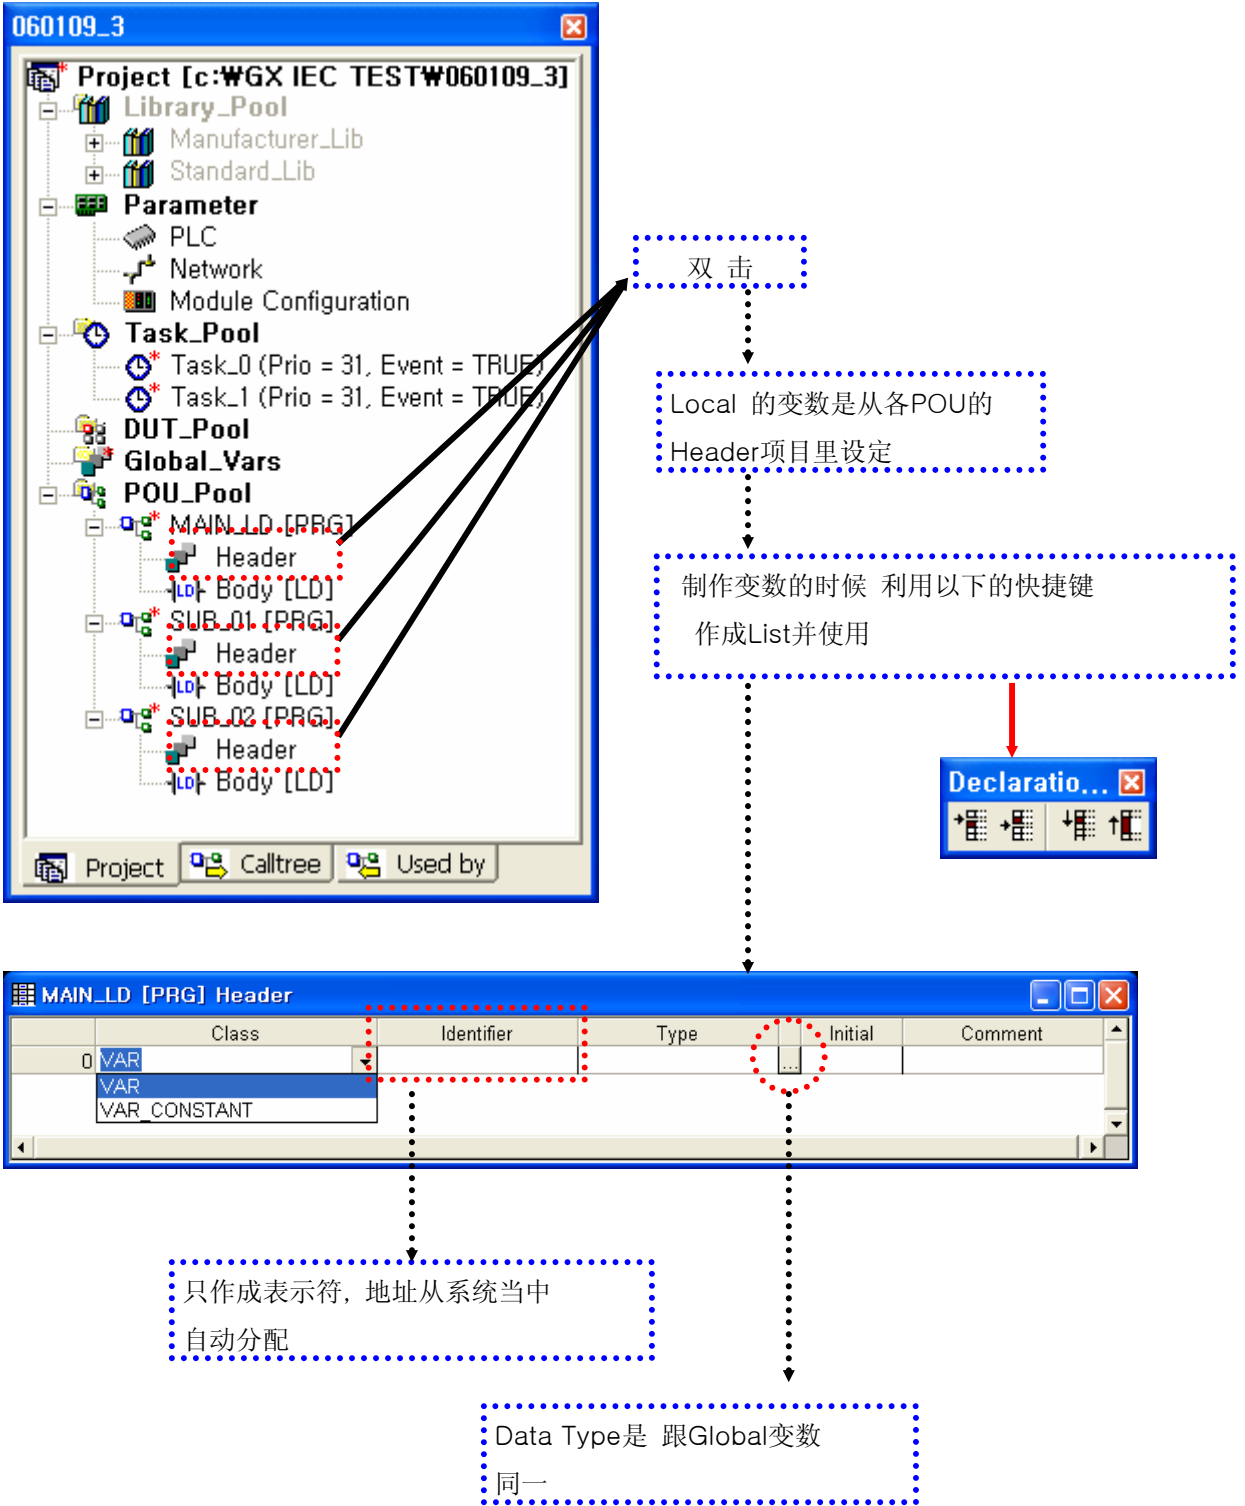 060109_3
Project [c:₩GX IEC TEST₩060109_3]
Library_Pool
Manufacturer_Lib
Standard_Lib
Parameter
PLC
Network
Module Configuration
Task_Pool
Task_0 (Prio = 31, Event = TRUE)
Task_1 (Prio = 31, Event = TRUE)
DUT_Pool
Global_Vars
POU_Pool
MAIN_LD [PRG]
Header
Body [LD]
SUB_01 [PRG]
Header
Body [LD]
SUB_02 [PRG]
Header
Body [LD]
Project
Calltree
Used by
双 击
Local 的变数是从各POU的
Header项目里设定
制作变数的时候 利用以下的快捷键
作成List并使用
Declaratio...
MAIN_LD [PRG] Header
Class Identifier Type Initial Comment
0 VAR ...
VAR
VAR_CONSTANT
只作成表示符, 地址从系统当中
自动分配
Data Type是 跟Global变数
同一